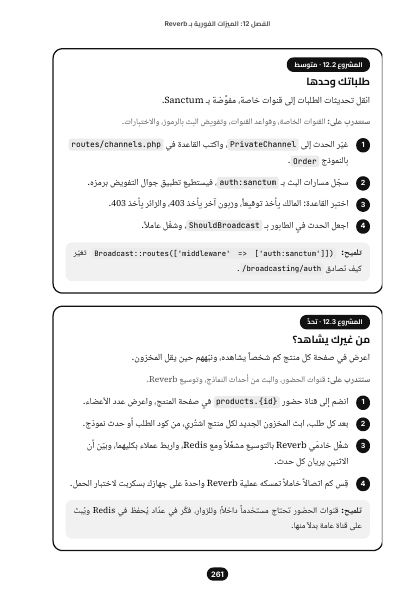 الفصل 12: الميزات الفورية بـ Reverb
المشروع 12.2 · متوسط
طلباتك وحدها
انقل تحديثات الطلبات إلى قنوات خاصة، مفوَّضة بـ Sanctum.
ستتدرب على: القنوات الخاصة، وقواعد القنوات، وتفويض البث بالرموز، والاختبارات.
1 غيّر الحدث إلى PrivateChannel، واكتب القاعدة في routes/channels.php
بالنموذج Order.
2 سجّل مسارات البث بـ auth:sanctum، فيستطيع تطبيق جوال التفويض برمزه.
3 اختبر القاعدة: المالك يأخذ توقيعاً، وزبون آخر يأخذ 403، والزائر يأخذ 403.
4 اجعل الحدث في الطابور بـ ShouldBroadcast، وشغّل عاملاً.
تلميح: Broadcast::routes(['middleware' => ['auth:sanctum']]) تغيّر
كيف تُصادق /broadcasting/auth.
المشروع 12.3 · تحدٍّ
من غيرك يشاهد؟
اعرض في صفحة كل منتج كم شخصاً يشاهده، ونبّههم حين يقل المخزون.
ستتدرب على: قنوات الحضور، والبث من أحداث النماذج، وتوسيع Reverb.
1 انضم إلى قناة حضور products.{id} في صفحة المنتج، واعرض عدد الأعضاء.
2 بعد كل طلب، ابث المخزون الجديد لكل منتج اشتُري، من كود الطلب أو حدث نموذج.
3 شغّل خادمَي Reverb بالتوسيع مشغّلاً ومع Redis، واربط عملاء بكليهما، وبيّن أن
الاثنين يريان كل حدث.
4 قِس كم اتصالاً خاملاً تمسكه عملية Reverb واحدة على جهازك بسكربت لاختبار الحمل.
تلميح: قنوات الحضور تحتاج مستخدماً داخلاً؛ وللزوار، فكّر في عدّاد يُحفظ في Redis ويُبث
على قناة عامة بدلاً منها.
261